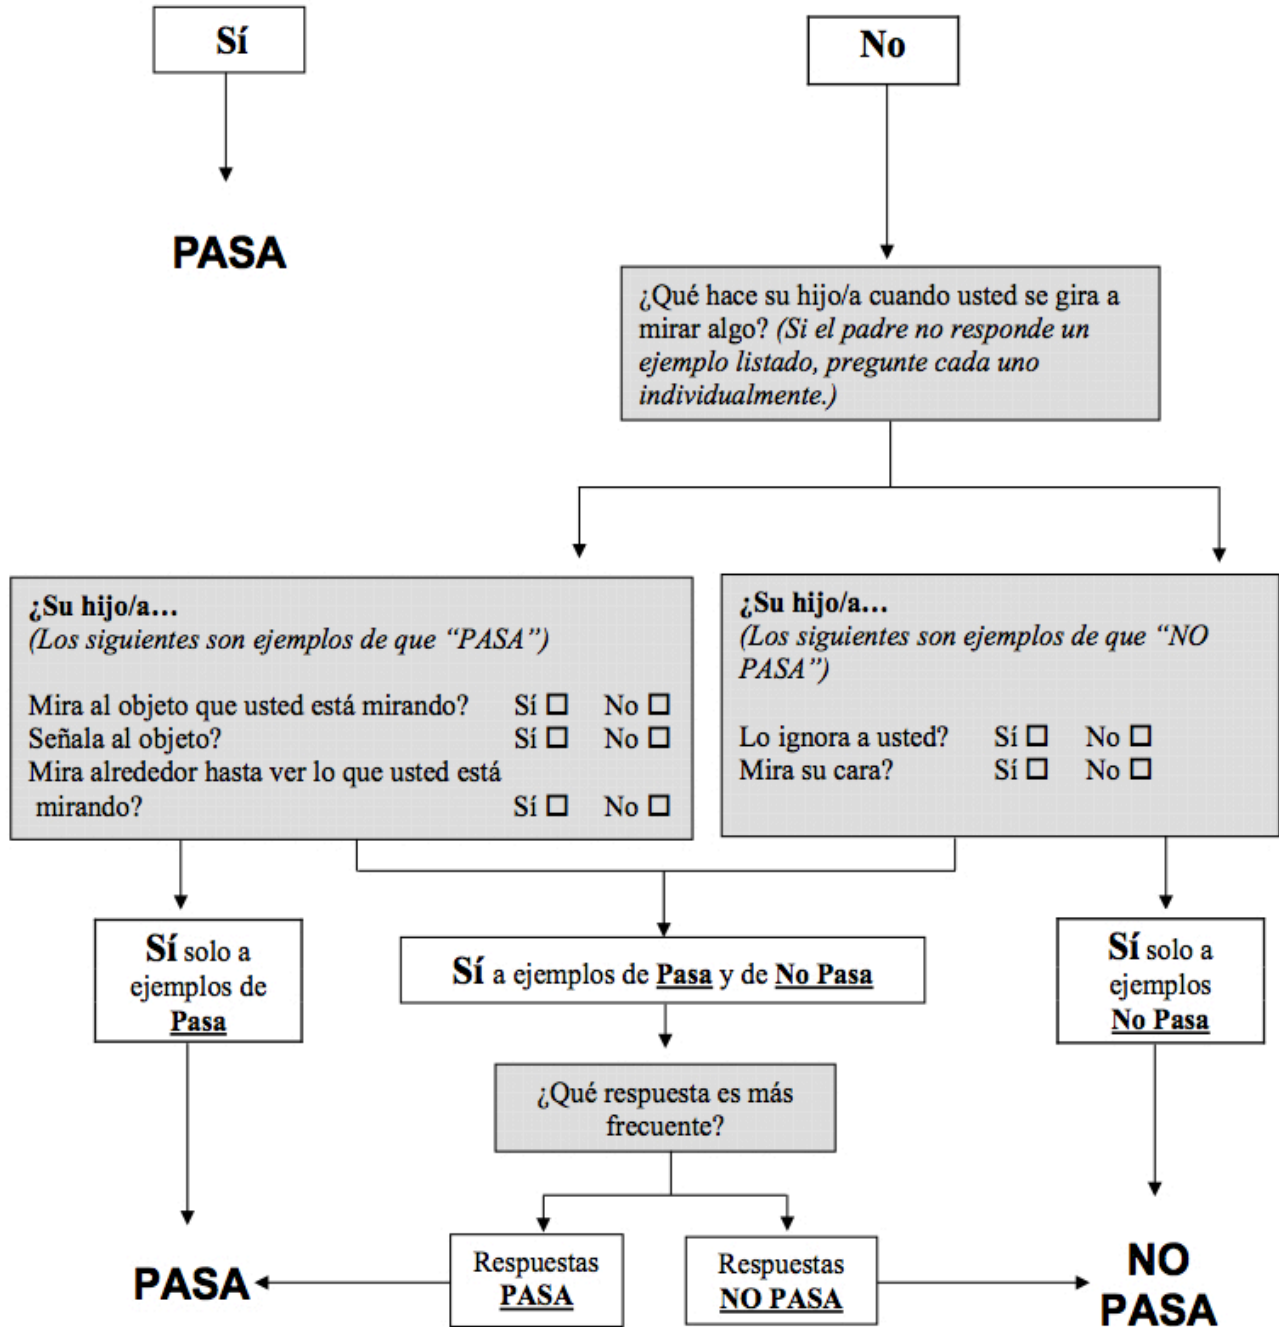 Sí
No
PASA
¿Qué hace su hijo/a cuando usted se gira a
mirar algo? (Si el padre no responde un
ejemplo listado, pregunte cada uno
individualmente.)
¿Su hijo/a…
(Los siguientes son ejemplos de que “PASA”)
Mira al objeto que usted está mirando? Sí ☐ No ☐
Señala al objeto? Sí ☐ No ☐
Mira alrededor hasta ver lo que usted está
mirando? Sí ☐ No ☐
¿Su hijo/a…
(Los siguientes son ejemplos de que “NO
PASA”)
Lo ignora a usted? Sí ☐ No ☐
Mira su cara? Sí ☐ No ☐
Sí solo a
ejemplos de
Pasa
Sí a ejemplos de Pasa y de No Pasa
Sí solo a
ejemplos
No Pasa
¿Qué respuesta es más
frecuente?
Respuestas
PASA
Respuestas
NO PASA
PASA
NO
PASA